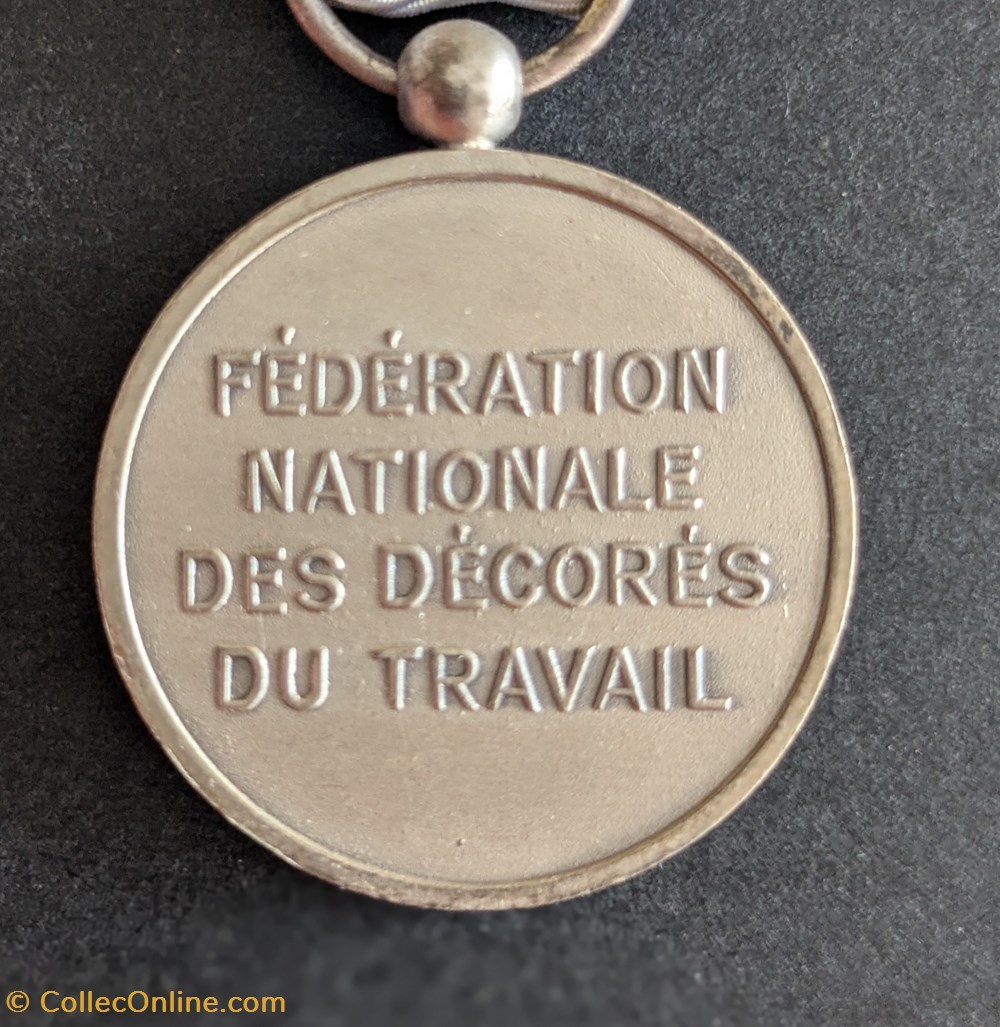 FÉDÉRATION
NATIONALE
DES DÉCORÉS
DU TRAVAIL
© CollecOnline.com